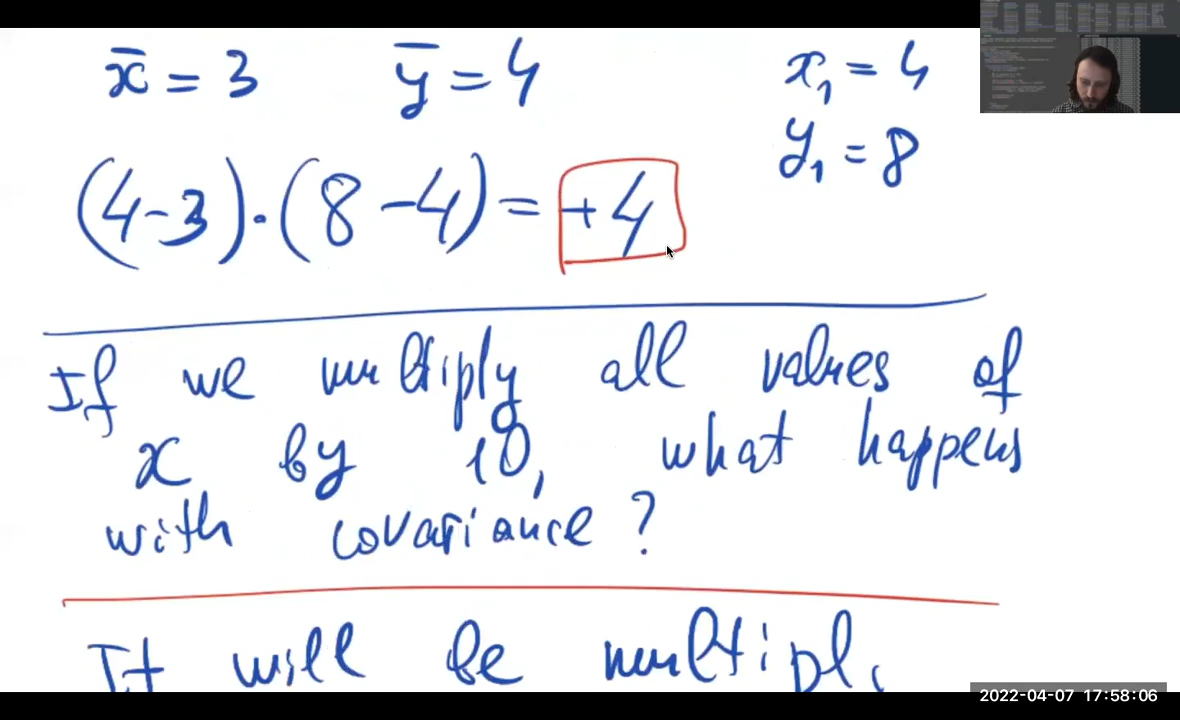 x̄ = 3 ȳ = 4 x₁ = 4
y₁ = 8
(4-3)·(8-4) = +4
If we multiply all values of
x by 10, what happens
with covariance?
It will be multipl.
2022-04-07 17:58:06